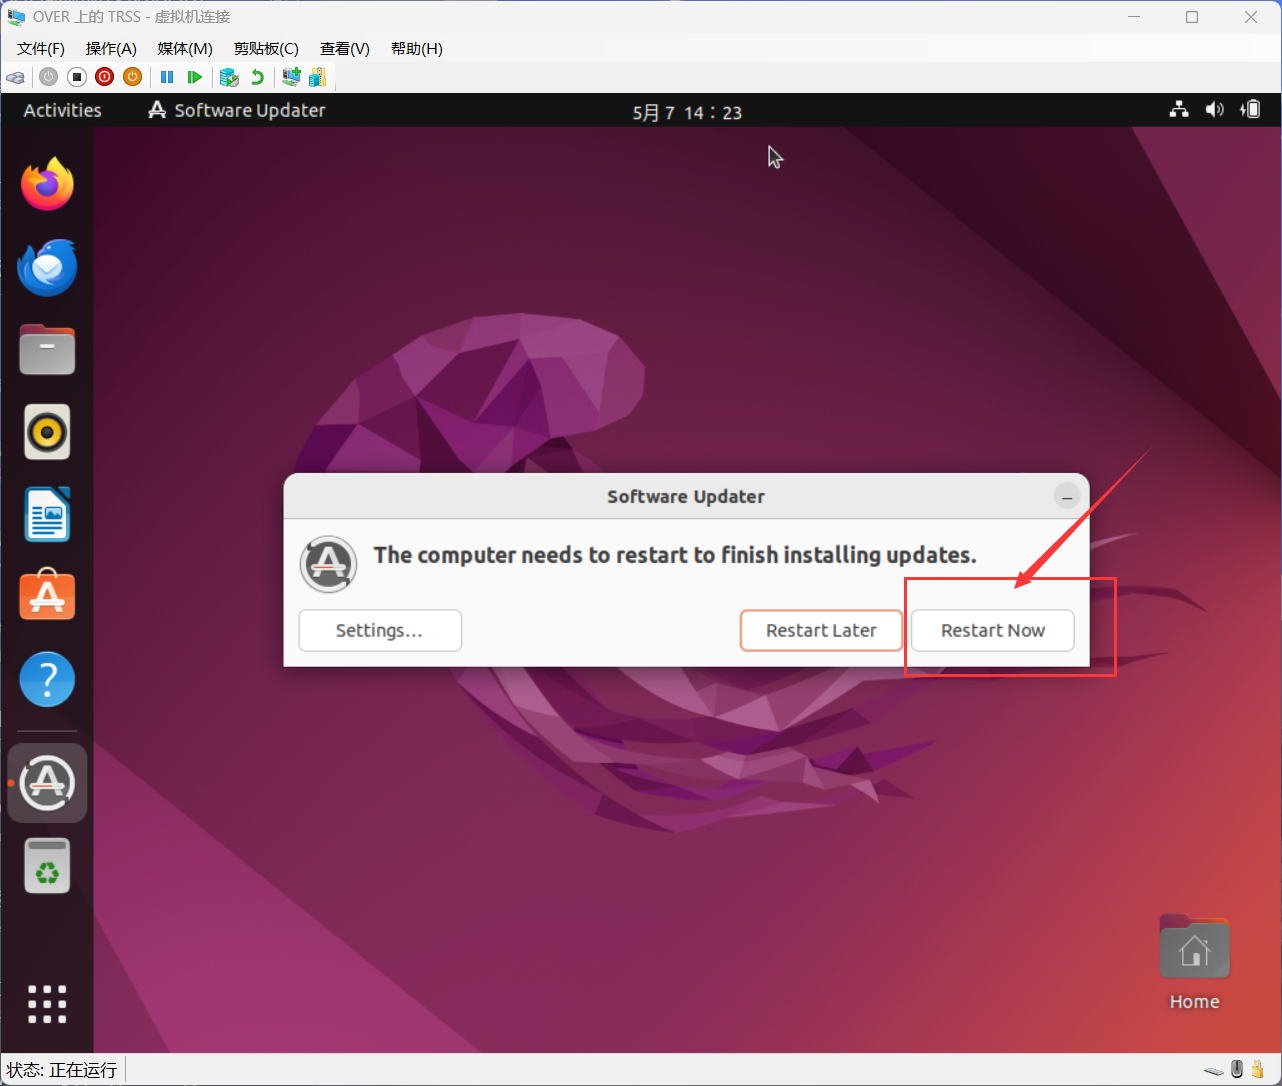 OVER 上的 TRSS - 虚拟机连接
文件(F) 操作(A) 媒体(M) 剪贴板(C) 查看(V) 帮助(H)
Activities Software Updater 5月 7 14：23
Software Updater
The computer needs to restart to finish installing updates.
Settings... Restart Later Restart Now
Home
状态: 正在运行